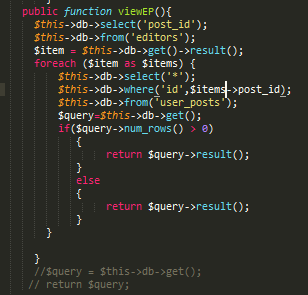 public function viewEP(){
$this->db->select('post_id');
$this->db->from('editors');
$item = $this->db->get()->result();
foreach ($item as $items) {
$this->db->select('*');
$this->db->where('id',$items->post_id);
$this->db->from('user_posts');
$query=$this->db->get();
if($query->num_rows() > 0)
{
return $query->result();
}
else
{
return $query->result();
}
}
}
//$query = $this->db->get();
// return $query;